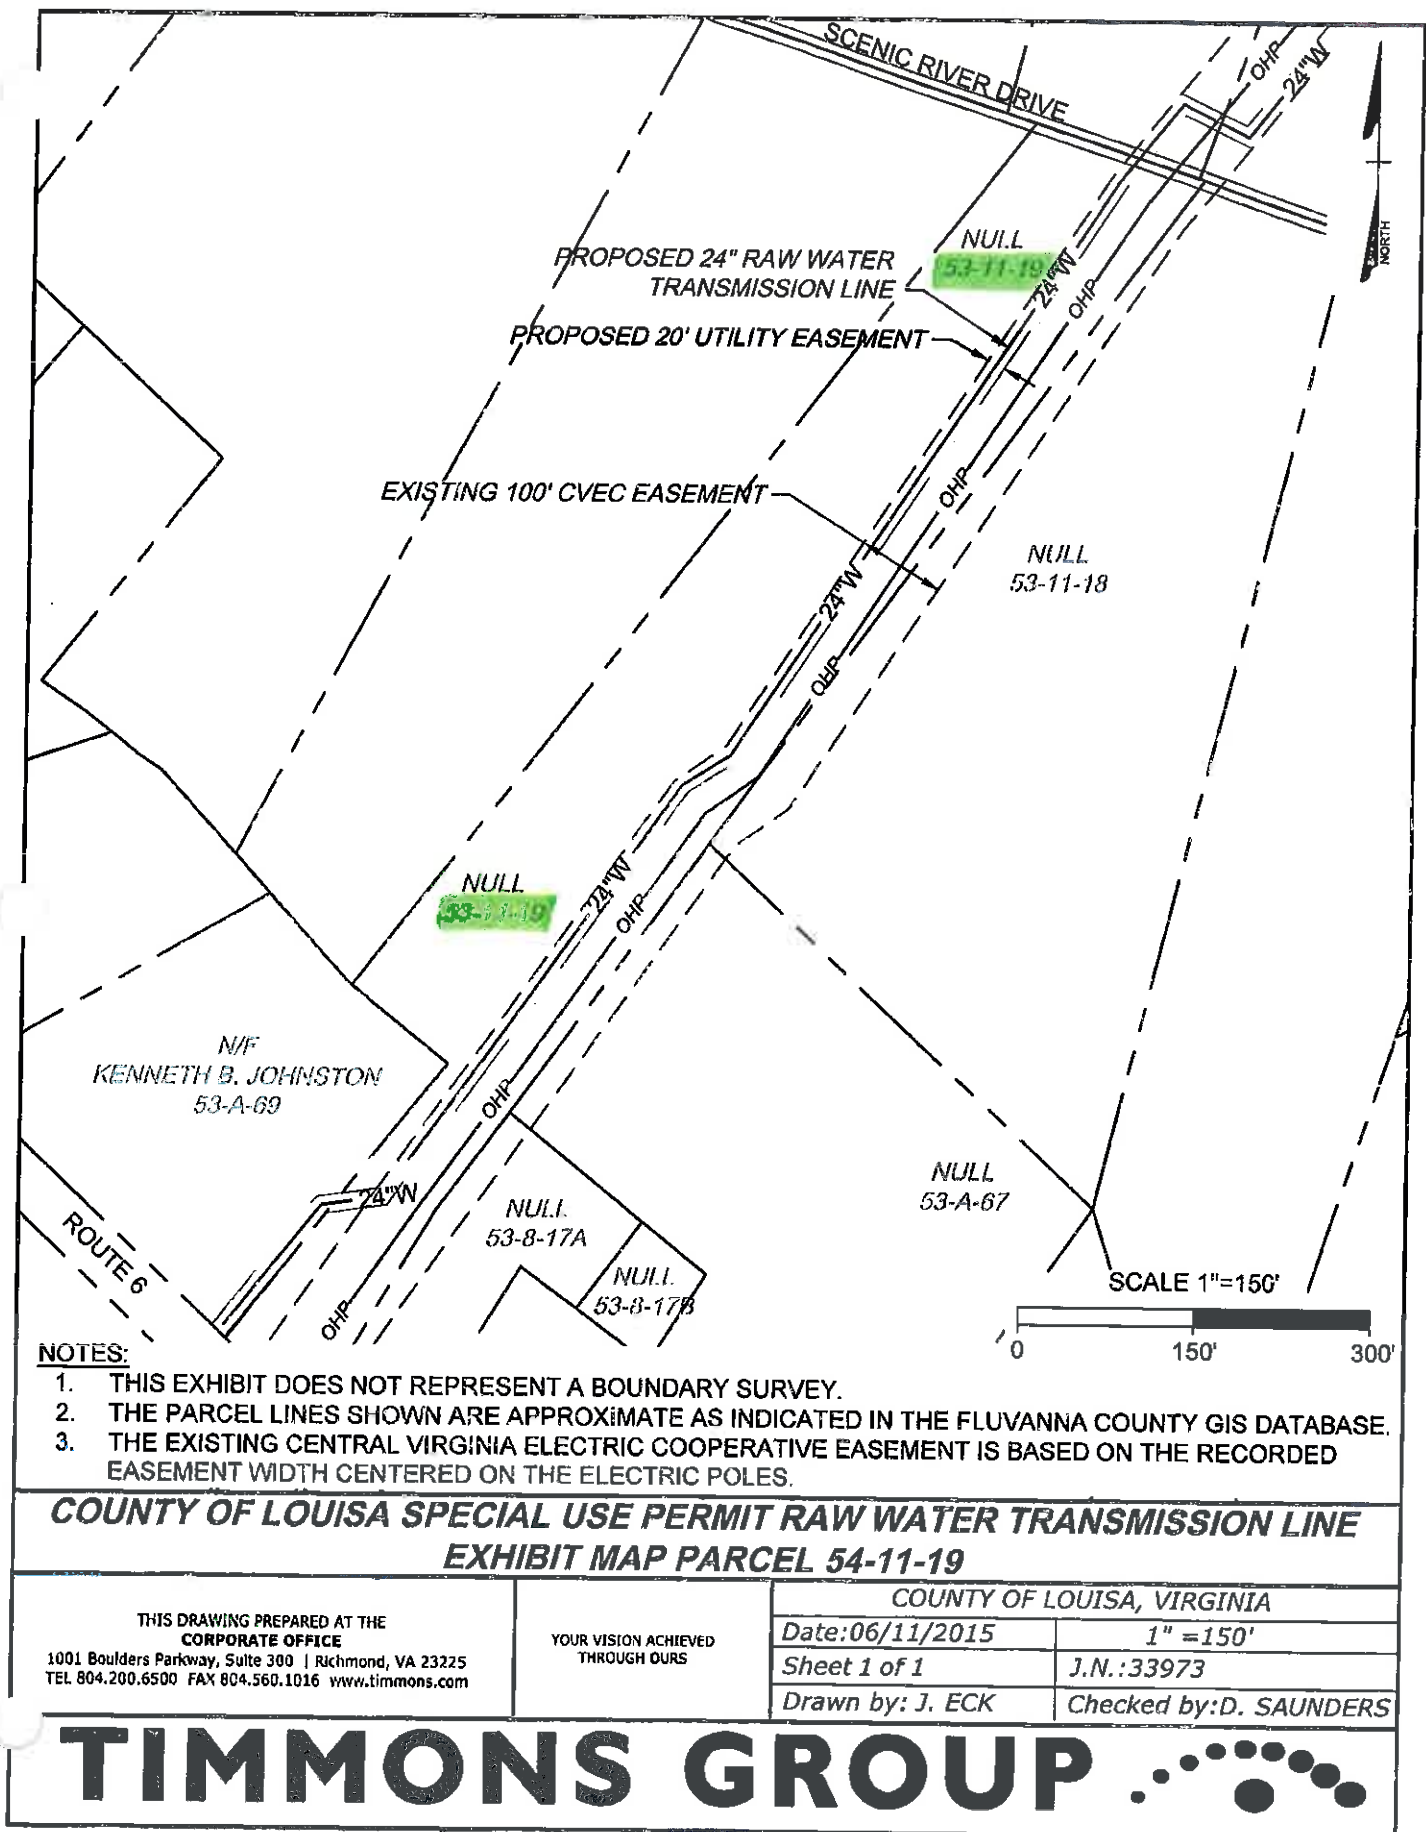 SCENIC RIVER DRIVE
OHP
24"W
NORTH
NULL
53-11-19
PROPOSED 24" RAW WATER
TRANSMISSION LINE
24"W
OHP
PROPOSED 20' UTILITY EASEMENT
EXISTING 100' CVEC EASEMENT
OHP
NULL
53-11-18
24"W
OHP
NULL
53-11-19
24"W
OHP
N/F
KENNETH B. JOHNSTON
53-A-69
OHP
NULL
53-A-67
24"W
NULL
53-8-17A
ROUTE 6
NULL
53-8-17B
SCALE 1"=150'
OHP
0 150' 300'
NOTES:
1. THIS EXHIBIT DOES NOT REPRESENT A BOUNDARY SURVEY.
2. THE PARCEL LINES SHOWN ARE APPROXIMATE AS INDICATED IN THE FLUVANNA COUNTY GIS DATABASE.
3. THE EXISTING CENTRAL VIRGINIA ELECTRIC COOPERATIVE EASEMENT IS BASED ON THE RECORDED
EASEMENT WIDTH CENTERED ON THE ELECTRIC POLES.
COUNTY OF LOUISA SPECIAL USE PERMIT RAW WATER TRANSMISSION LINE
EXHIBIT MAP PARCEL 54-11-19
THIS DRAWING PREPARED AT THE
CORPORATE OFFICE
1001 Boulders Parkway, Suite 300 | Richmond, VA 23225
TEL 804.200.6500 FAX 804.560.1016 www.timmons.com
YOUR VISION ACHIEVED
THROUGH OURS
COUNTY OF LOUISA, VIRGINIA
Date:06/11/2015 1" =150'
Sheet 1 of 1 J.N.:33973
Drawn by: J. ECK Checked by:D. SAUNDERS
TIMMONS GROUP